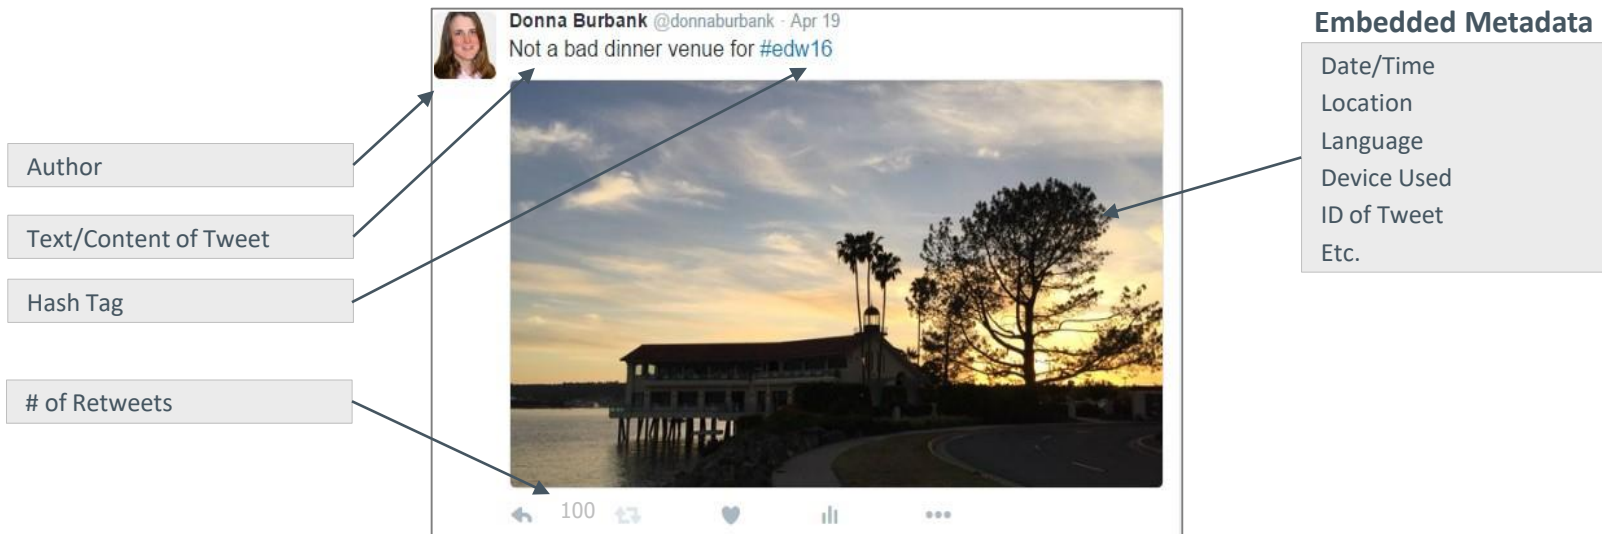 Donna Burbank @donnaburbank · Apr 19
Not a bad dinner venue for #edw16
Author
Text/Content of Tweet
Hash Tag
# of Retweets
100
Embedded Metadata
Date/Time
Location
Language
Device Used
ID of Tweet
Etc.